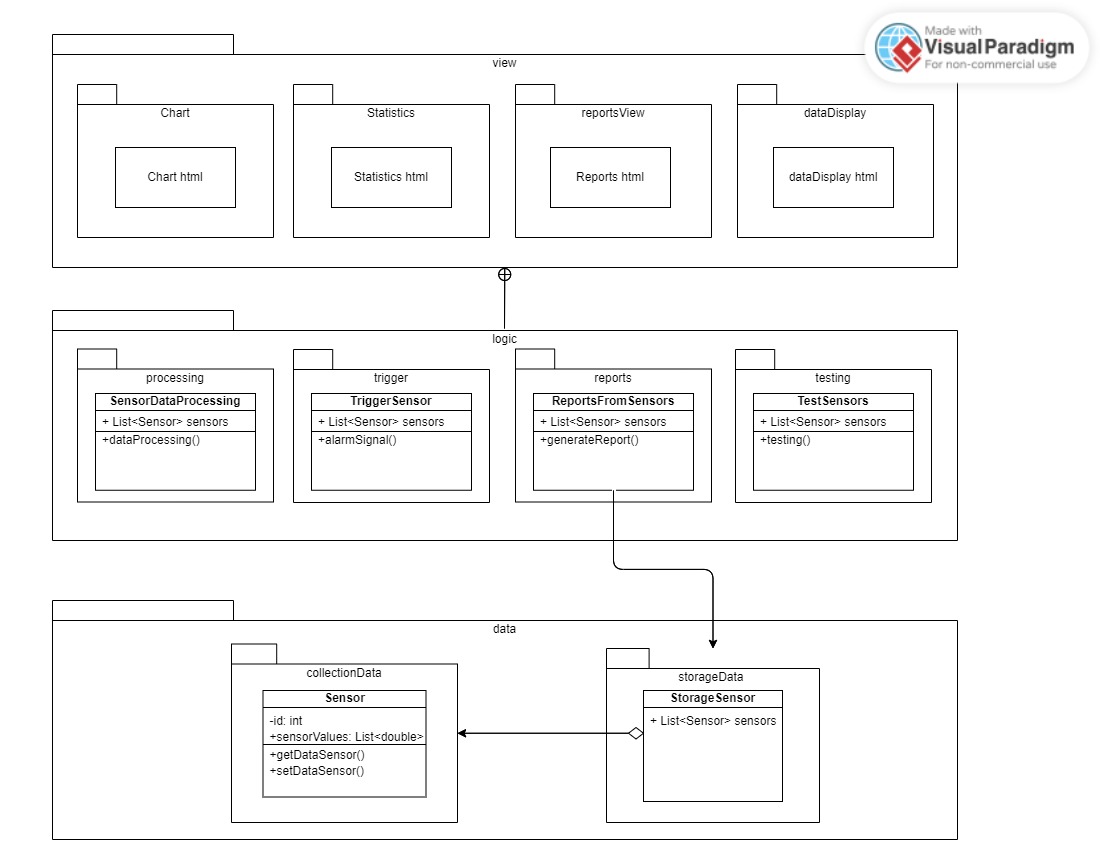 Made with
Visual Paradigm
For non-commercial use
view
Chart
Statistics
reportsView
dataDisplay
Chart html
Statistics html
Reports html
dataDisplay html
logic
processing
trigger
reports
testing
SensorDataProcessing
+ List<Sensor> sensors
+dataProcessing()
TriggerSensor
+ List<Sensor> sensors
+alarmSignal()
ReportsFromSensors
+ List<Sensor> sensors
+generateReport()
TestSensors
+ List<Sensor> sensors
+testing()
data
collectionData
Sensor
-id: int
+sensorValues: List<double>
+getDataSensor()
+setDataSensor()
storageData
StorageSensor
+ List<Sensor> sensors